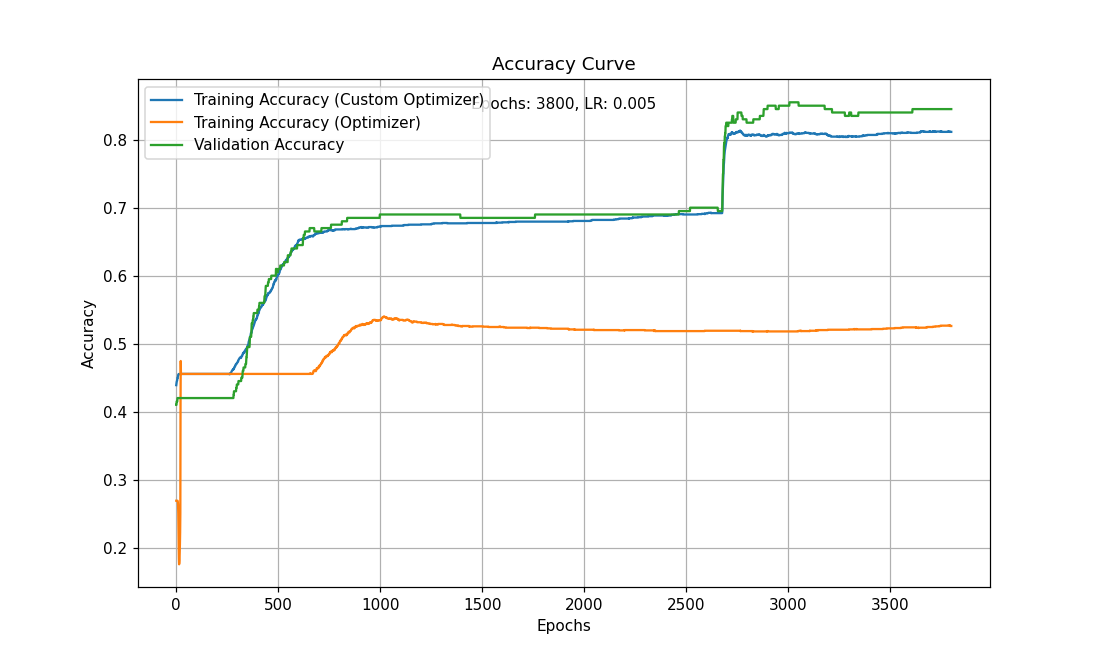 Accuracy Curve
Training Accuracy (Custom Optimizer)
Epochs: 3800, LR: 0.005
Training Accuracy (Optimizer)
Validation Accuracy
Accuracy
0.8
0.7
0.6
0.5
0.4
0.3
0.2
0
500
1000
1500
2000
2500
3000
3500
Epochs